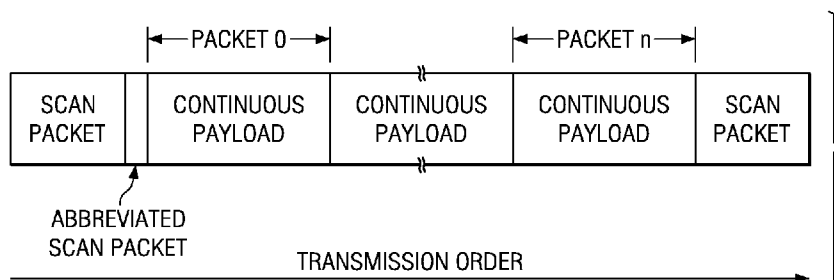 PACKET 0
PACKET n
SCAN
PACKET
CONTINUOUS
PAYLOAD
CONTINUOUS
PAYLOAD
CONTINUOUS
PAYLOAD
SCAN
PACKET
ABBREVIATED
SCAN PACKET
TRANSMISSION ORDER